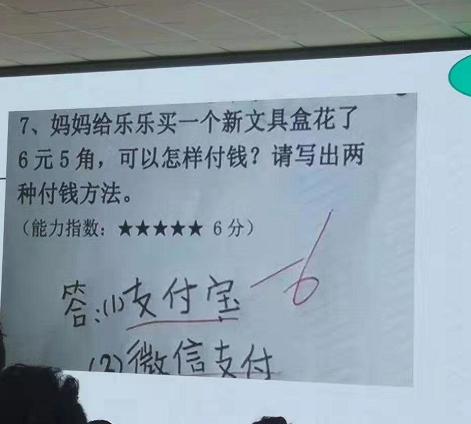 7、妈妈给乐乐买一个新文具盒花了
6元5角，可以怎样付钱？请写出两
种付钱方法。
（能力指数：★★★★★ 6分）
答：(1)支付宝 -6
(2)微信支付